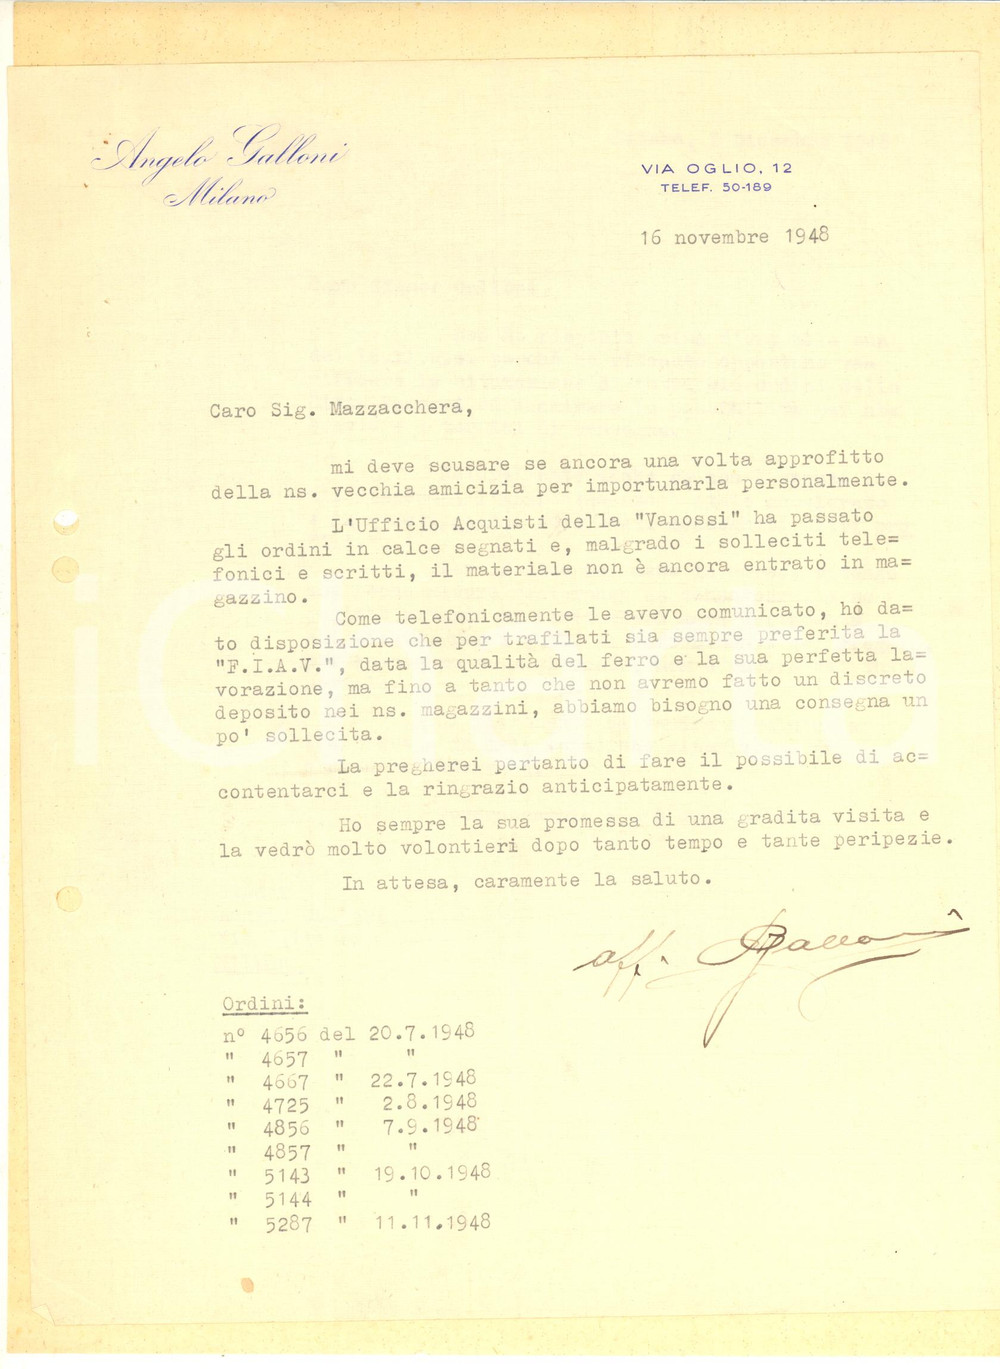 Angelo Galloni
Milano
VIA OGLIO, 12
TELEF. 50-189
16 novembre 1948
Caro Sig. Mazzacchera,
mi deve scusare se ancora una volta approfitto
della ns. vecchia amicizia per importunarla personalmente.
L'Ufficio Acquisti della "Vanossi" ha passato
gli ordini in calce segnati e, malgrado i solleciti tele=
fonici e scritti, il materiale non è ancora entrato in ma=
gazzino.
Come telefonicamente le avevo comunicato, ho da=
to disposizione che per trafilati sia sempre preferita la
"F.I.A.V.", data la qualità del ferro e la sua perfetta la=
vorazione, ma fino a tanto che non avremo fatto un discreto
deposito nei ns. magazzini, abbiamo bisogno una consegna un
po' sollecita.
La pregherei pertanto di fare il possibile di ac=
contentarci e la ringrazio anticipatamente.
Ho sempre la sua promessa di una gradita visita e
la vedrò molto volontieri dopo tanto tempo e tante peripezie.
In attesa, caramente la saluto.
aff. Galloni
Ordini:
n° 4656 del 20.7.1948
" 4657 " "
" 4667 " 22.7.1948
" 4725 " 2.8.1948
" 4856 " 7.9.1948
" 4857 " "
" 5143 " 19.10.1948
" 5144 " "
" 5287 " 11.11.1948